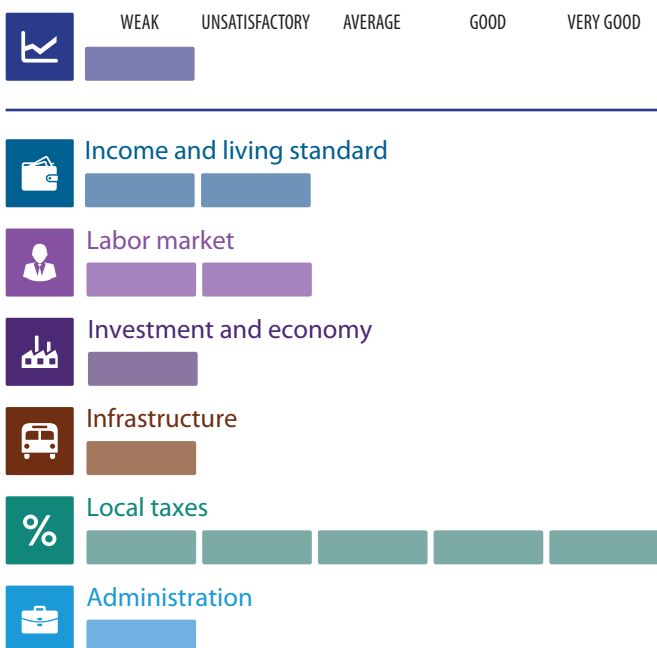 WEAK UNSATISFACTORY AVERAGE GOOD VERY GOOD
Income and living standard
Labor market
Investment and economy
Infrastructure
Local taxes
%
Administration